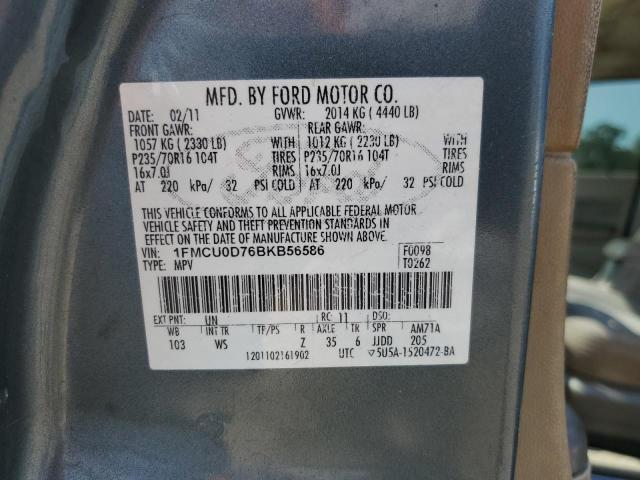 MFD. BY FORD MOTOR CO.
DATE: 02/11 GVWR: 2014 KG ( 4440 LB)
FRONT GAWR: REAR GAWR:
1057 KG ( 2330 LB) WITH 1012 KG ( 2230 LB) WITH
P235/70R16 104T TIRES P235/70R16 104T TIRES
16x7.0J RIMS 16x7.0J RIMS
AT 220 kPa/ 32 PSI COLD AT 220 kPa/ 32 PSI COLD
THIS VEHICLE CONFORMS TO ALL APPLICABLE FEDERAL MOTOR
VEHICLE SAFETY AND THEFT PREVENTION STANDARDS IN
EFFECT ON THE DATE OF MANUFACTURE SHOWN ABOVE.
VIN: 1FMCU0D76BKB56586 F0098
TYPE: MPV T0262
EXT PNT: UN RC: 11 DSO:
WB INT TR TP/PS R AXLE TR SPR AM71A
103 WS Z 35 6 JJDD 205
1201102161902 UTC ▽5U5A-1520472-BA